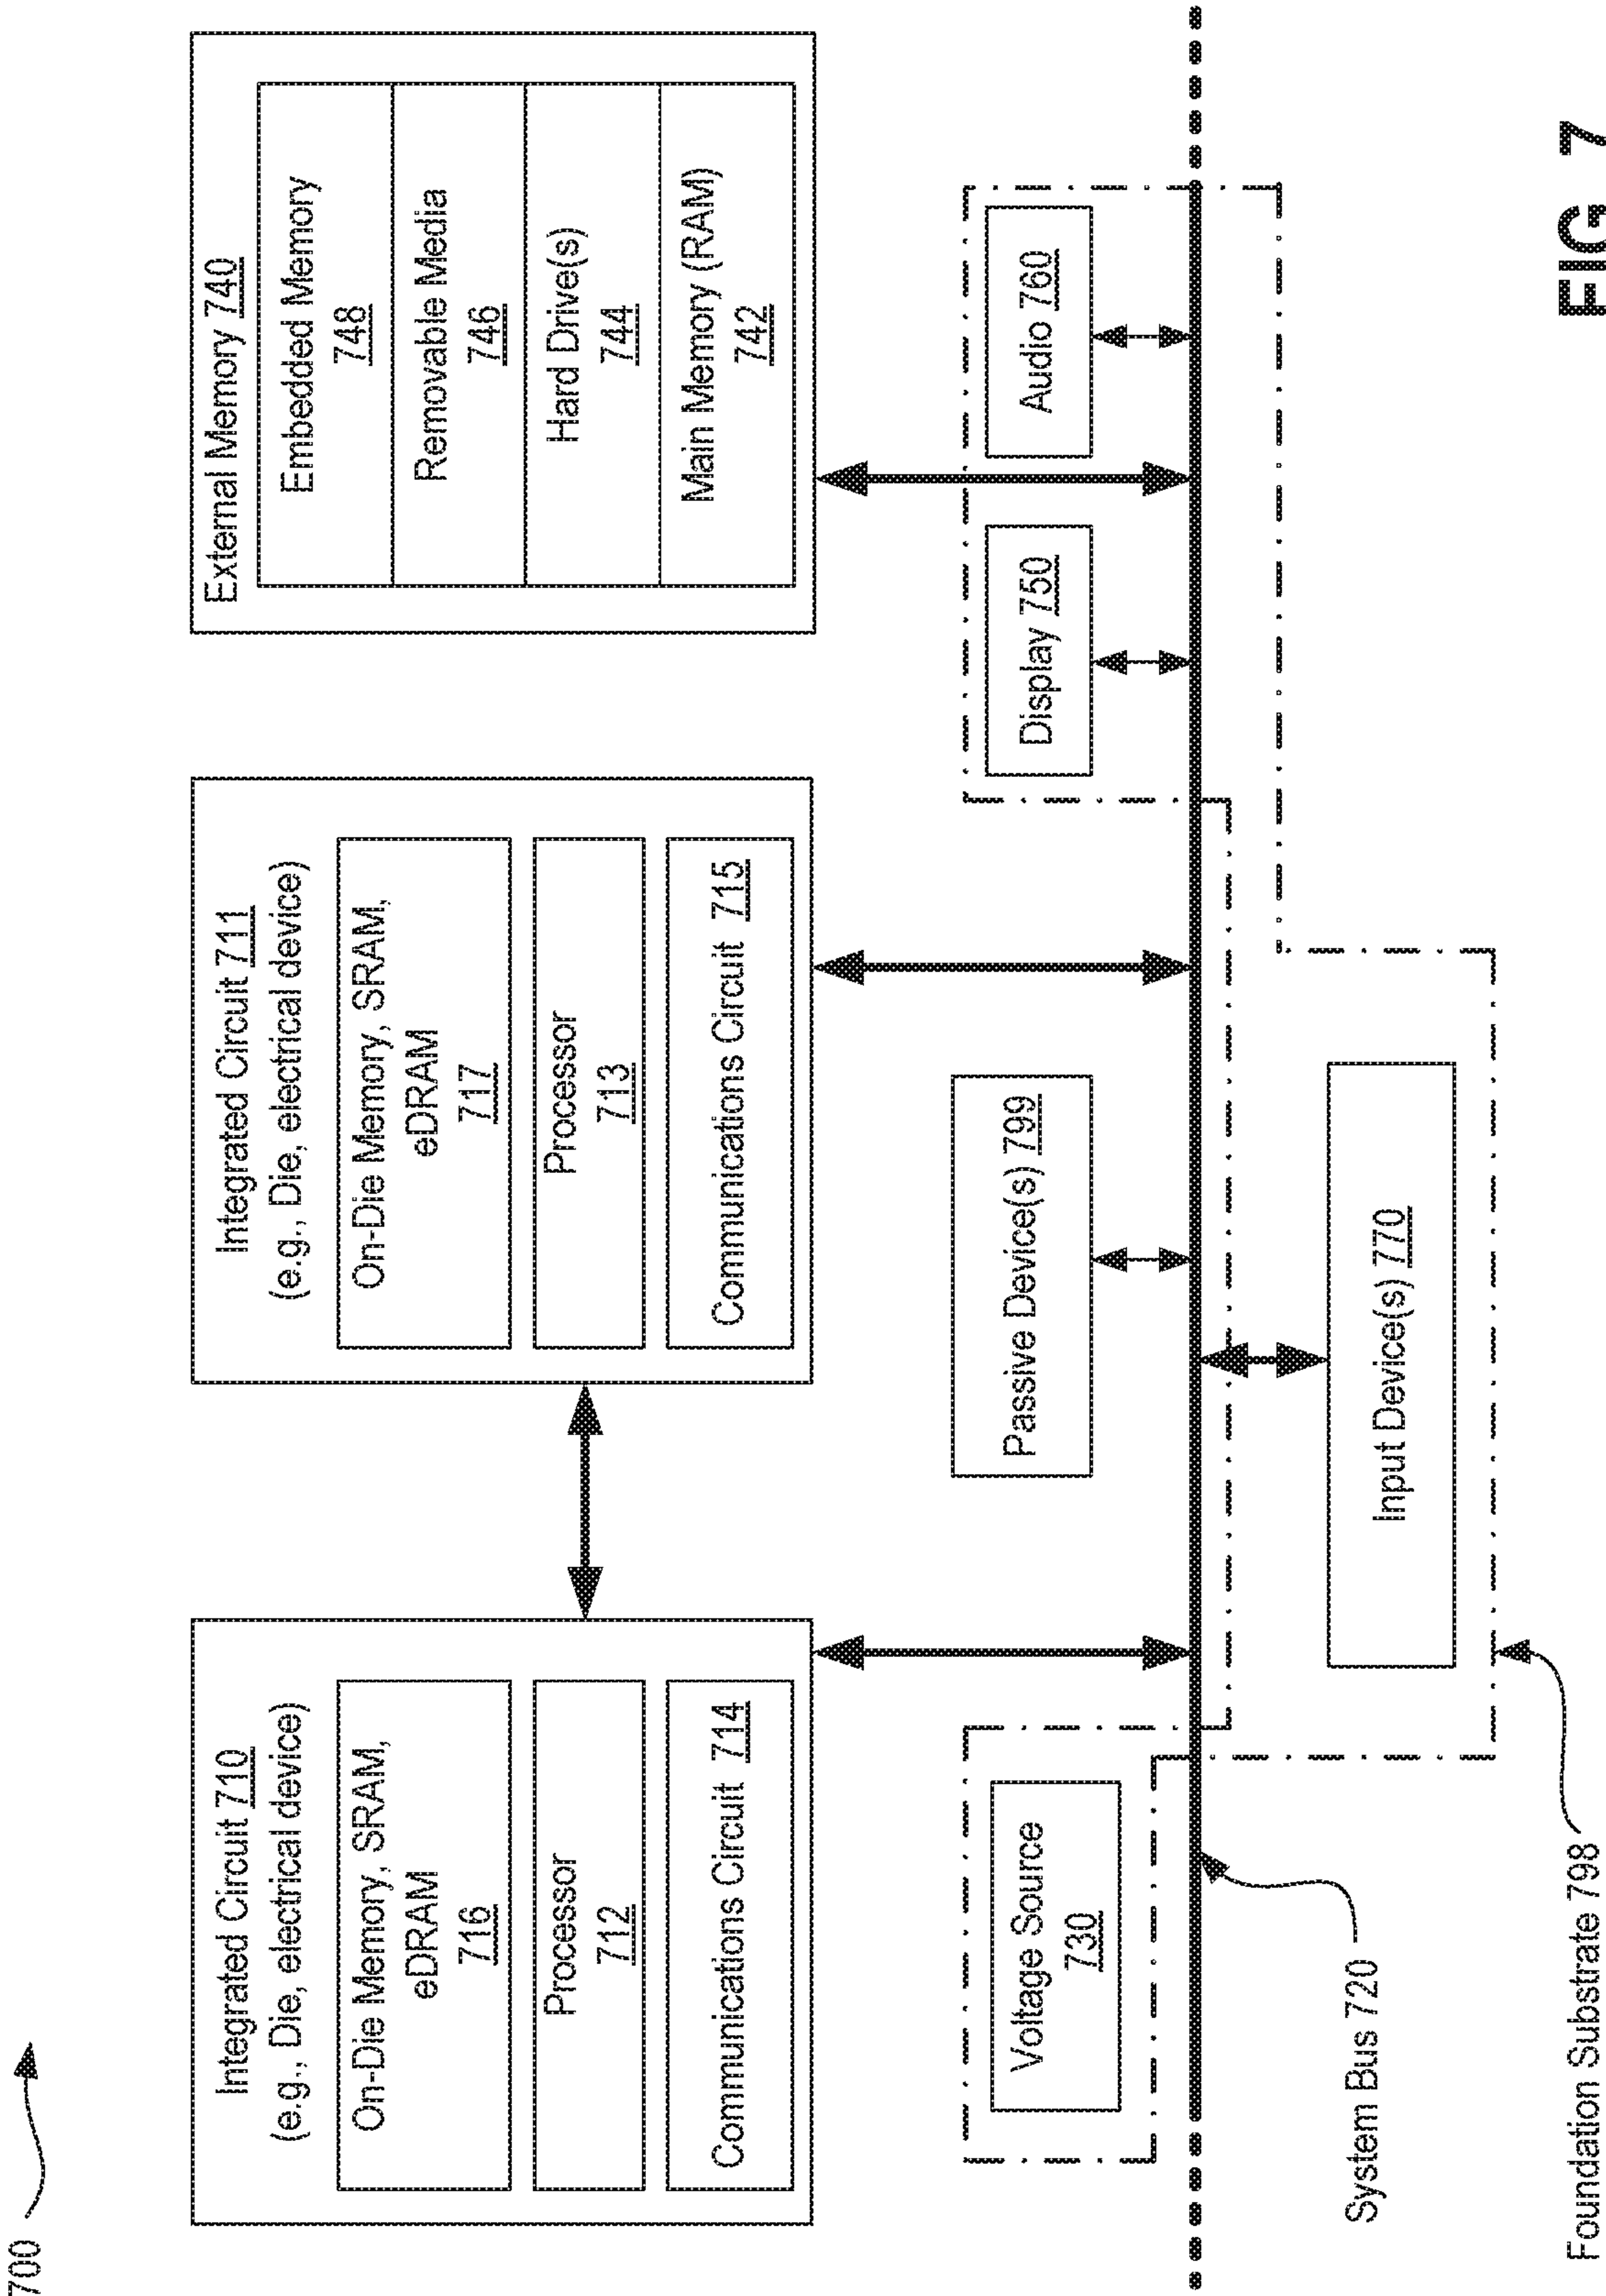 700
Integrated Circuit 710
(e.g., Die, electrical device)
On-Die Memory, SRAM,
eDRAM
716
Processor
712
Communications Circuit 714
Integrated Circuit 711
(e.g., Die, electrical device)
On-Die Memory, SRAM,
eDRAM
717
Processor
713
Communications Circuit 715
External Memory 740
Embedded Memory
748
Removable Media
746
Hard Drive(s)
744
Main Memory (RAM)
742
Voltage Source
730
Passive Device(s) 799
Display 750
Audio 760
System Bus 720
Input Device(s) 770
Foundation Substrate 798
FIG 7